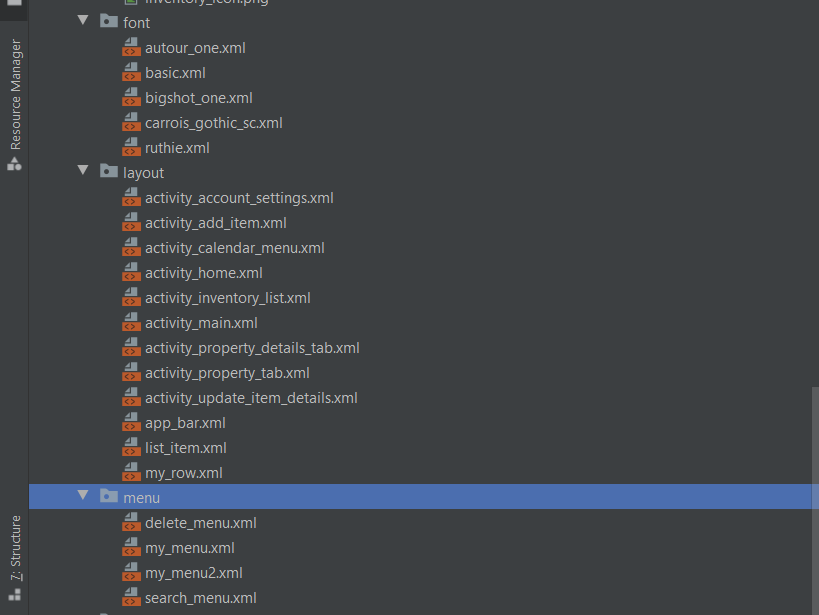 inventory_icon.png
font
autour_one.xml
basic.xml
bigshot_one.xml
carrois_gothic_sc.xml
ruthie.xml
layout
activity_account_settings.xml
activity_add_item.xml
activity_calendar_menu.xml
activity_home.xml
activity_inventory_list.xml
activity_main.xml
activity_property_details_tab.xml
activity_property_tab.xml
activity_update_item_details.xml
app_bar.xml
list_item.xml
my_row.xml
menu
delete_menu.xml
my_menu.xml
my_menu2.xml
search_menu.xml
Resource Manager
7: Structure